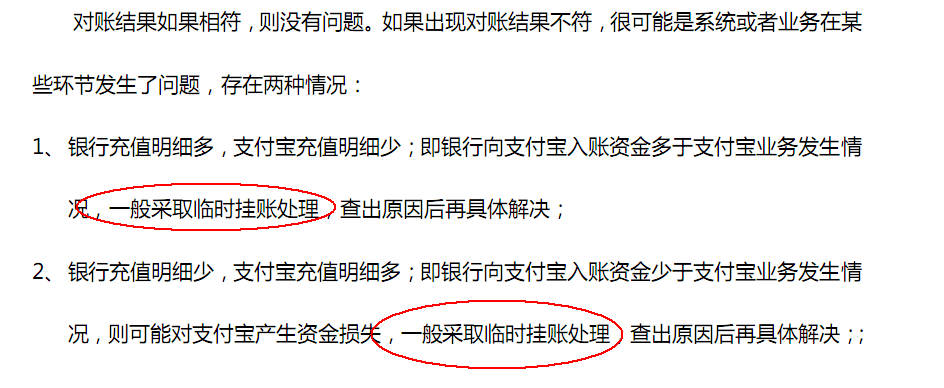 对账结果如果相符，则没有问题。如果出现对账结果不符，很可能是系统或者业务在某
些环节发生了问题，存在两种情况：
1、 银行充值明细多，支付宝充值明细少；即银行向支付宝入账资金多于支付宝业务发生情
况，一般采取临时挂账处理，查出原因后再具体解决；
2、 银行充值明细少，支付宝充值明细多；即银行向支付宝入账资金少于支付宝业务发生情
况，则可能对支付宝产生资金损失，一般采取临时挂账处理，查出原因后再具体解决；；